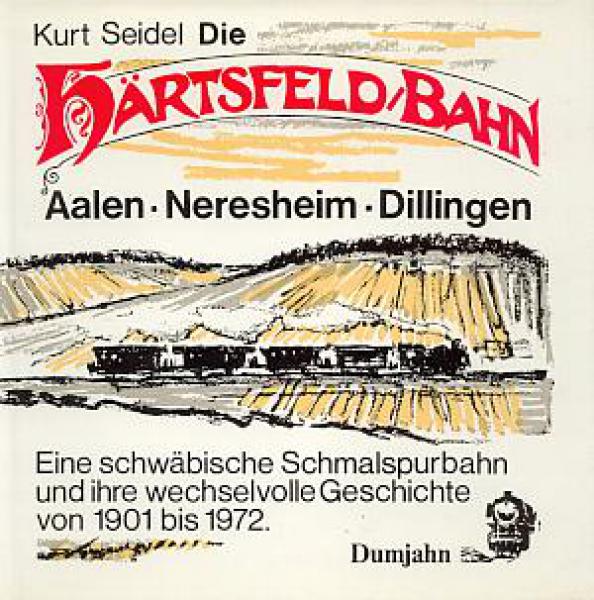 Kurt Seidel Die
HÄRTSFELD/BAHN
Aalen · Neresheim · Dillingen
Eine schwäbische Schmalspurbahn
und ihre wechselvolle Geschichte
von 1901 bis 1972.
Dumjahn